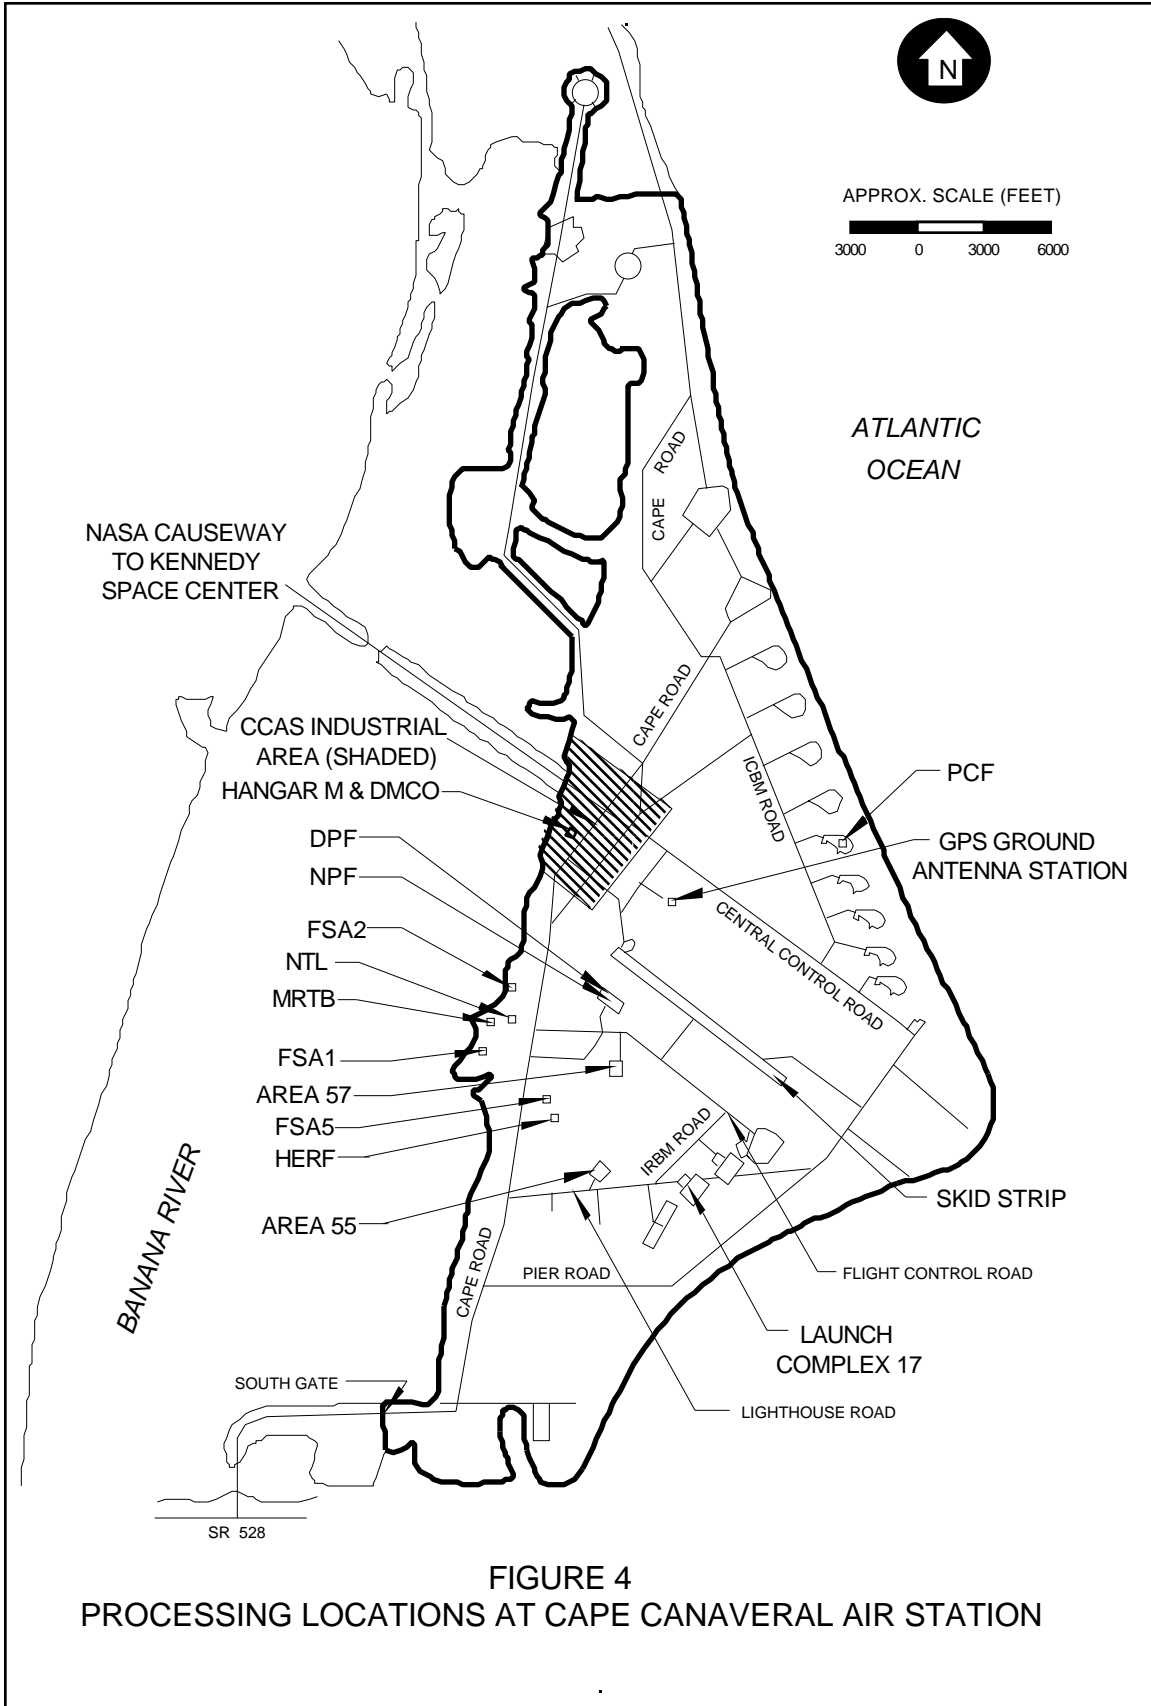 N
APPROX. SCALE (FEET)
3000 0 3000 6000
ATLANTIC
OCEAN
CAPE ROAD
NASA CAUSEWAY
TO KENNEDY
SPACE CENTER
CAPE ROAD
CCAS INDUSTRIAL
AREA (SHADED)
HANGAR M & DMCO
ICBM ROAD
PCF
DPF
GPS GROUND
ANTENNA STATION
NPF
CENTRAL CONTROL ROAD
FSA2
NTL
MRTB
FSA1
AREA 57
FSA5
HERF
IRBM ROAD
BANANA RIVER
SKID STRIP
AREA 55
CAPE ROAD
PIER ROAD
FLIGHT CONTROL ROAD
LAUNCH
COMPLEX 17
SOUTH GATE
LIGHTHOUSE ROAD
SR 528
FIGURE 4
PROCESSING LOCATIONS AT CAPE CANAVERAL AIR STATION